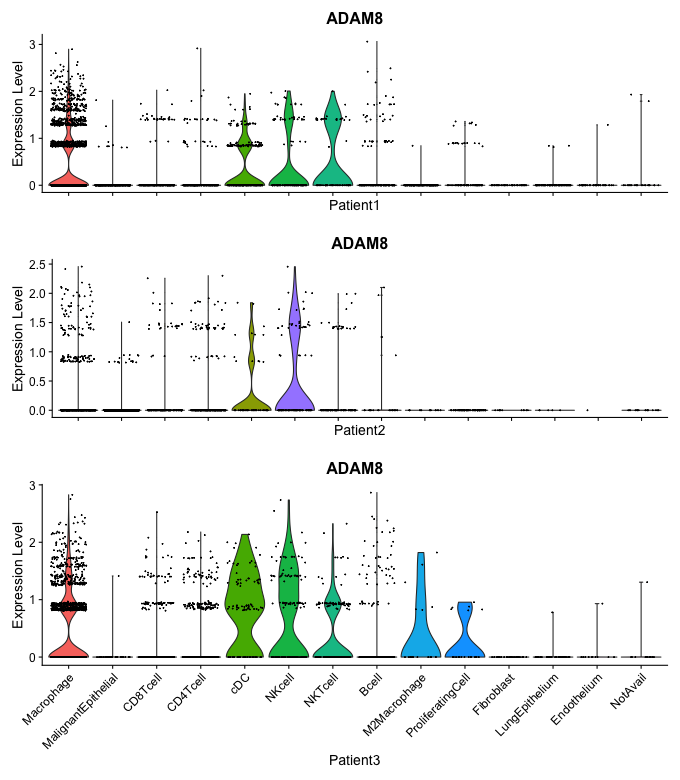 ADAM8
Expression Level
3
2
1
0
Patient1
ADAM8
Expression Level
2.5
2.0
1.5
1.0
0.5
0.0
Patient2
ADAM8
Expression Level
3
2
1
0
Macrophage
MalignantEpithelial
CD8Tcell
CD4Tcell
cDC
NKcell
NKTcell
Bcell
M2Macrophage
ProliferatingCell
Fibroblast
LungEpithelium
Endothelium
NotAvail
Patient3